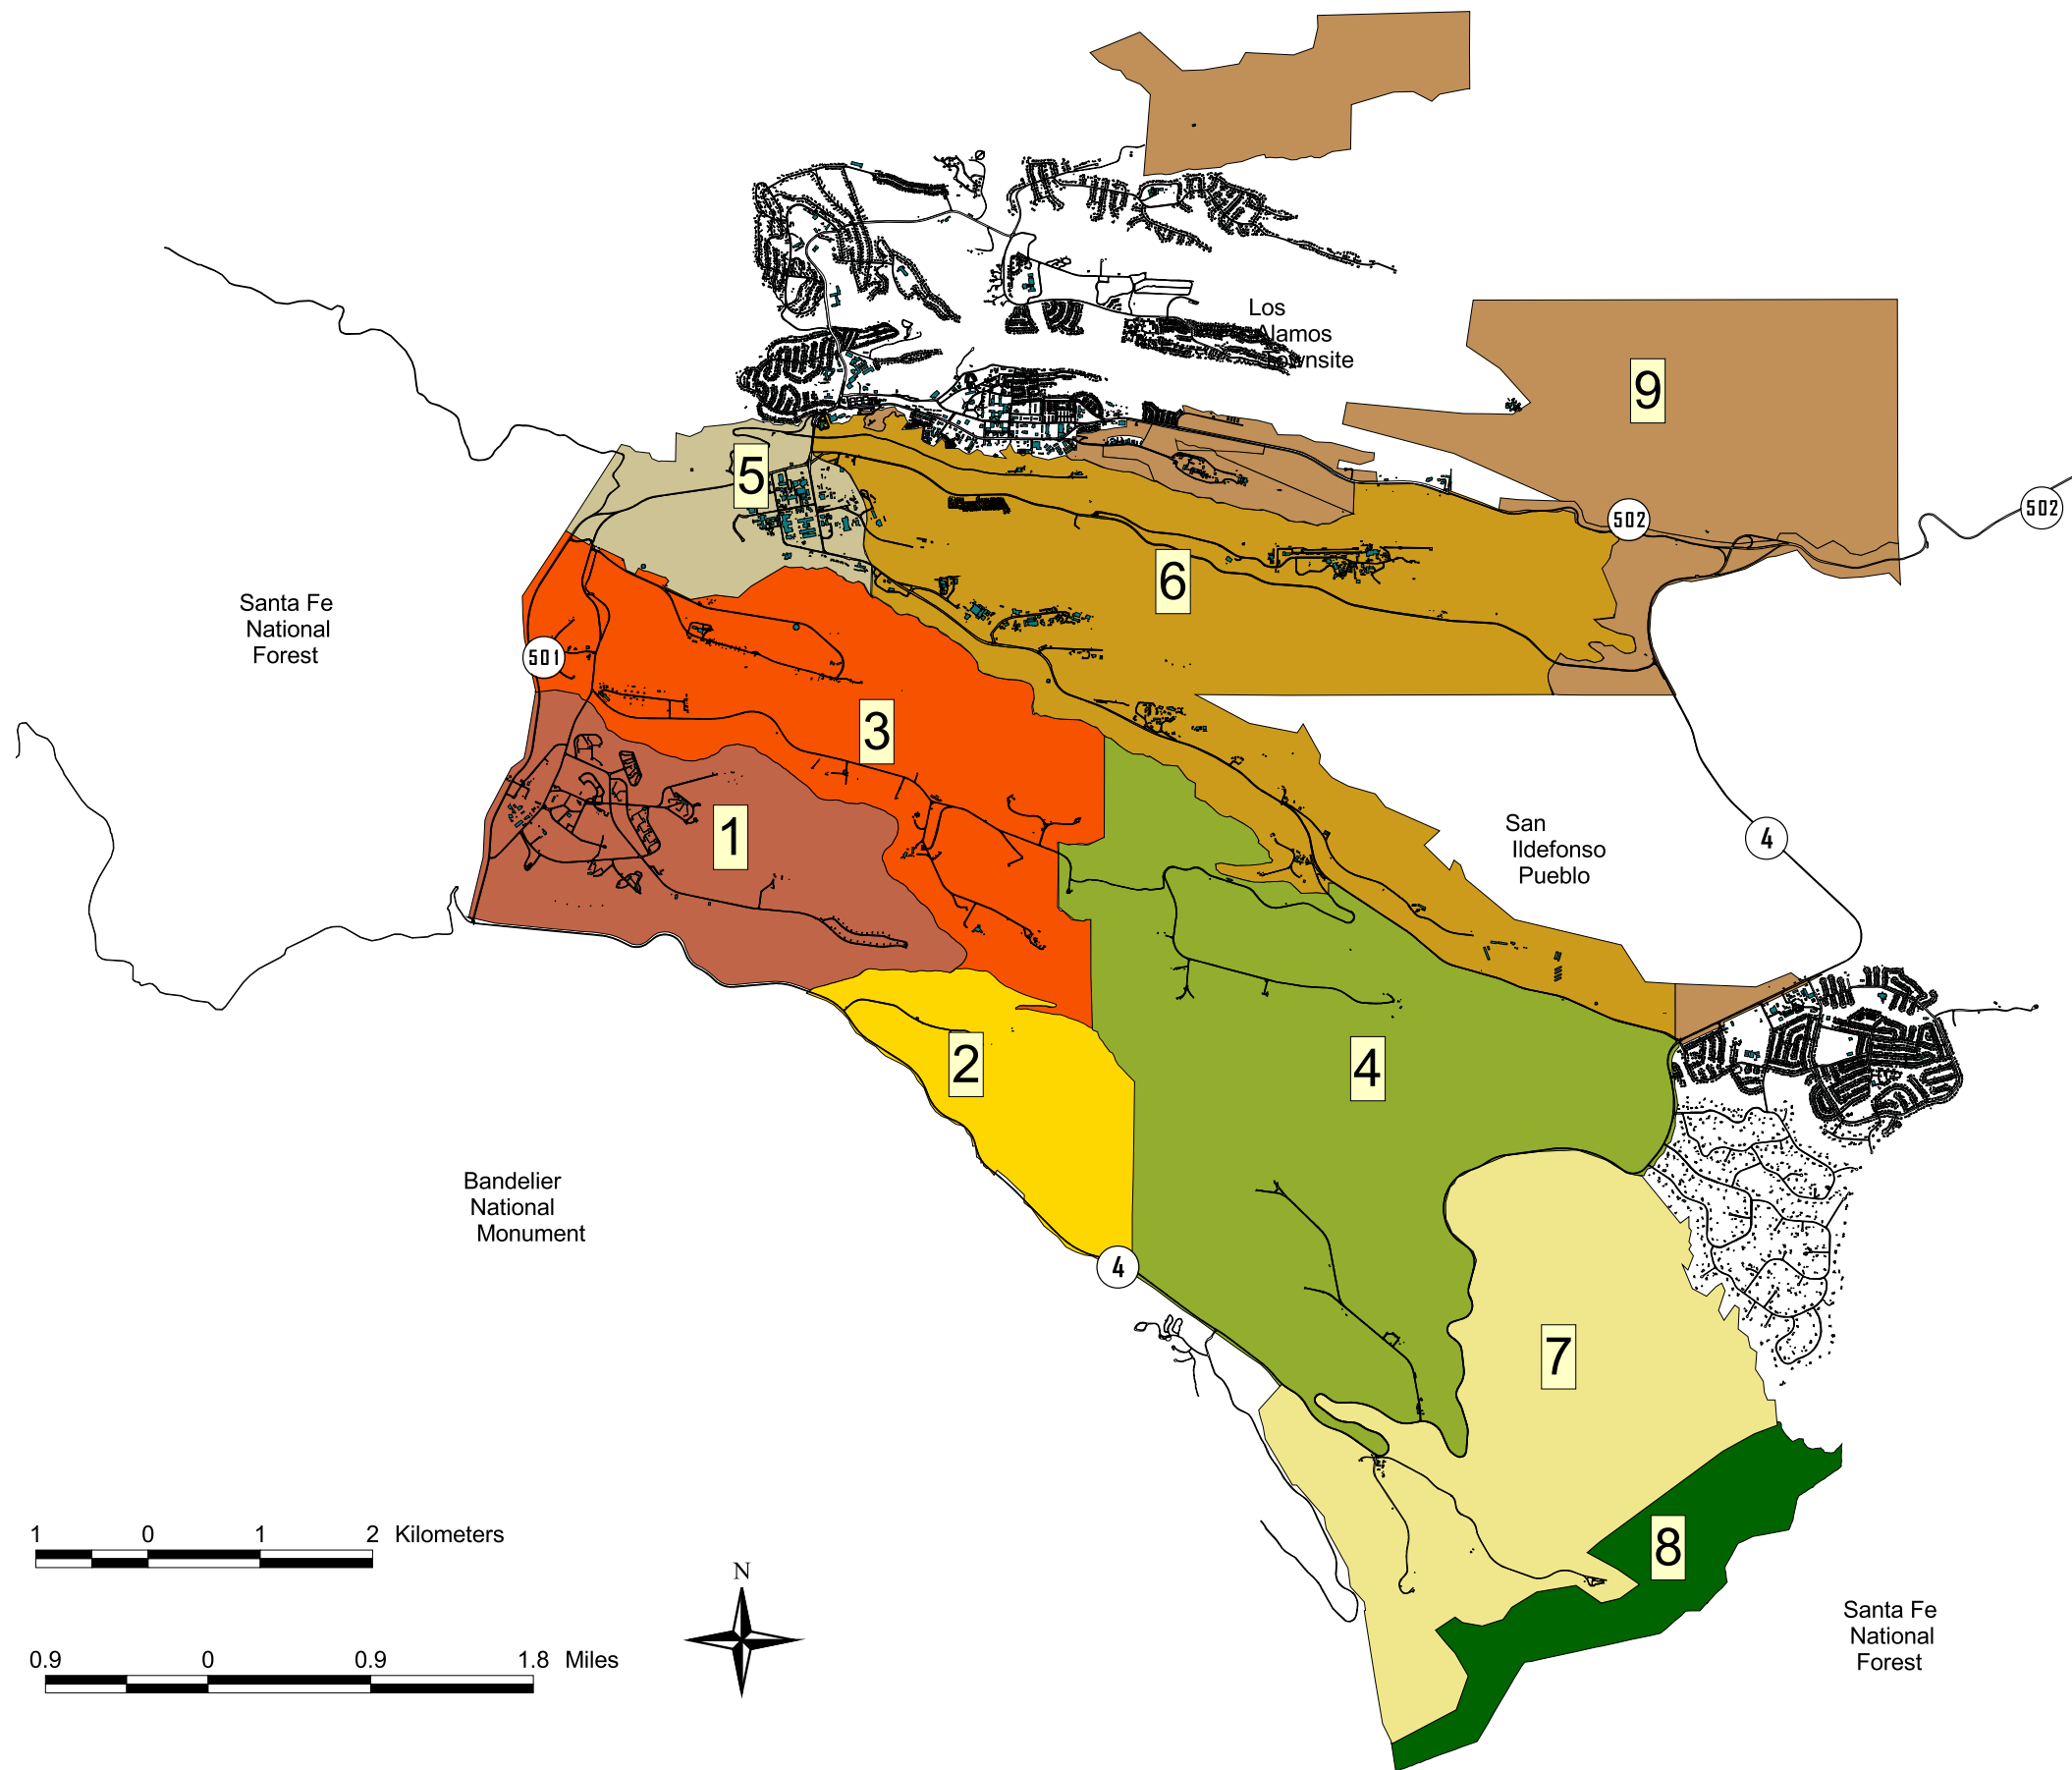 Los
Alamos
Townsite
9
5
502
502
6
Santa Fe
National
Forest
501
3
1
San
Ildefonso
Pueblo
4
2
4
Bandelier
National
Monument
4
7
8
1 0 1 2 Kilometers
N
Santa Fe
National
Forest
0.9 0 0.9 1.8 Miles